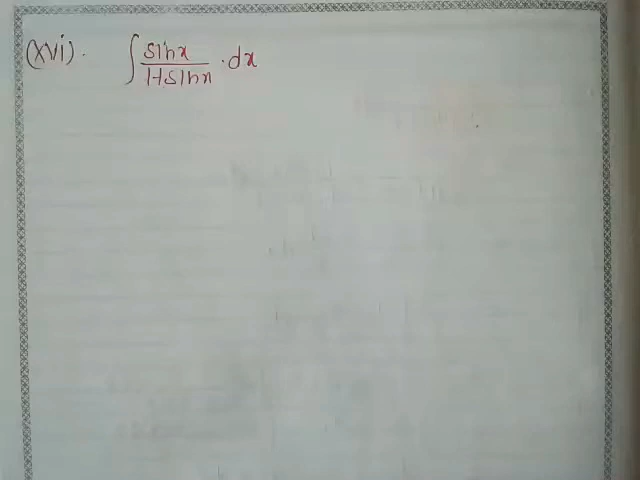 (xvi). ∫ sinx / 1+sinx . dx